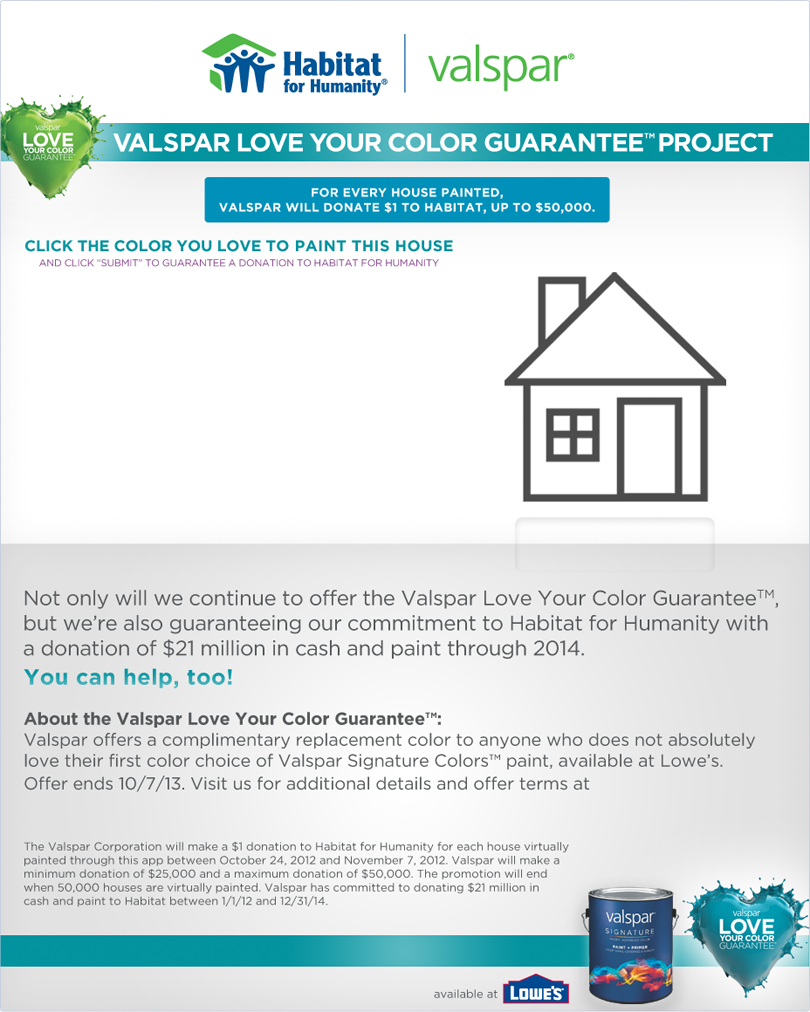 Habitat
for Humanity®
valspar®
valspar
LOVE
YOUR COLOR
GUARANTEE™
VALSPAR LOVE YOUR COLOR GUARANTEE™ PROJECT
FOR EVERY HOUSE PAINTED,
VALSPAR WILL DONATE $1 TO HABITAT, UP TO $50,000.
CLICK THE COLOR YOU LOVE TO PAINT THIS HOUSE
AND CLICK “SUBMIT” TO GUARANTEE A DONATION TO HABITAT FOR HUMANITY
Not only will we continue to offer the Valspar Love Your Color Guarantee™,
but we’re also guaranteeing our commitment to Habitat for Humanity with
a donation of $21 million in cash and paint through 2014.
You can help, too!
About the Valspar Love Your Color Guarantee™:
Valspar offers a complimentary replacement color to anyone who does not absolutely
love their first color choice of Valspar Signature Colors™ paint, available at Lowe’s.
Offer ends 10/7/13. Visit us for additional details and offer terms at
The Valspar Corporation will make a $1 donation to Habitat for Humanity for each house virtually
painted through this app between October 24, 2012 and November 7, 2012. Valspar will make a
minimum donation of $25,000 and a maximum donation of $50,000. The promotion will end
when 50,000 houses are virtually painted. Valspar has committed to donating $21 million in
cash and paint to Habitat between 1/1/12 and 12/31/14.
valspar
SIGNATURE
PAINT + PRIMER
valspar
LOVE
YOUR COLOR
GUARANTEE™
available at LOWE'S